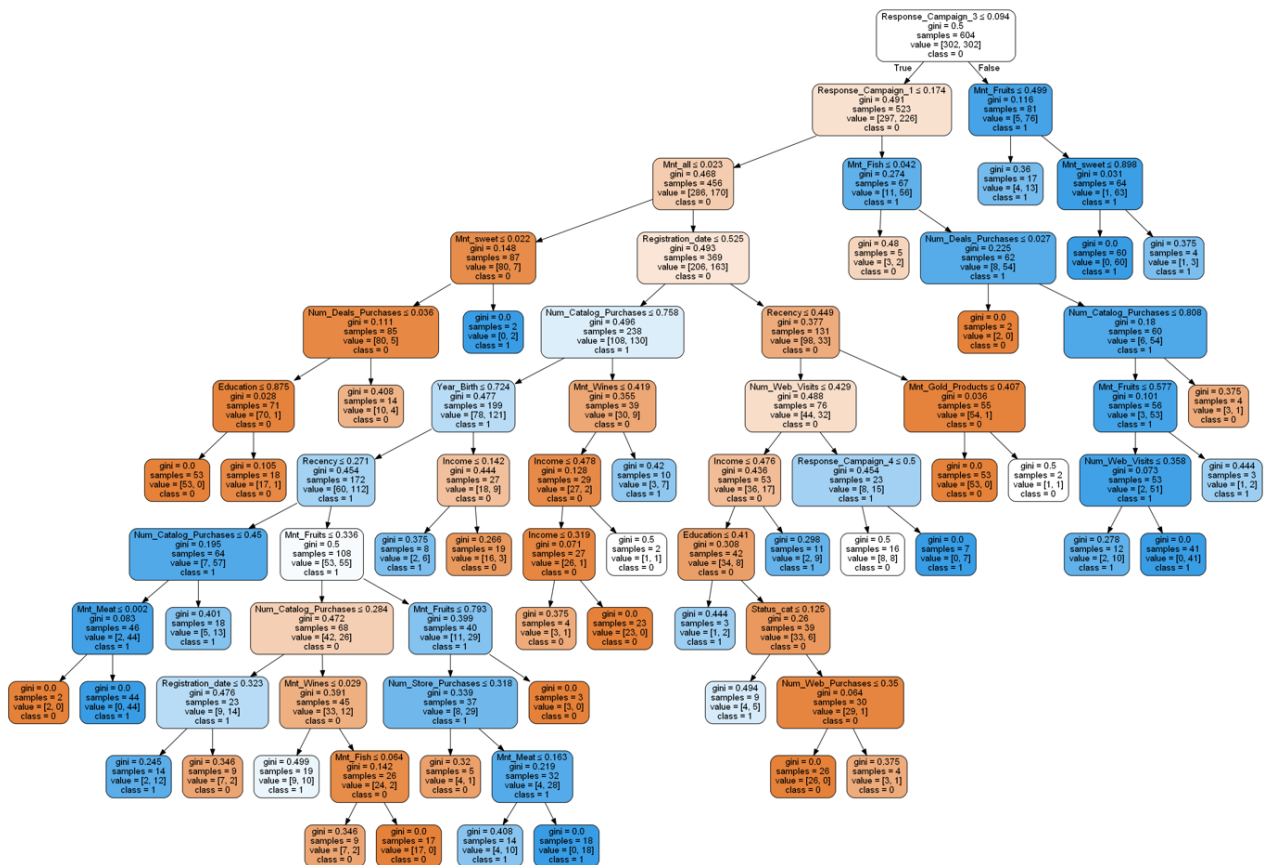 Response_Campaign_3 ≤ 0.094
gini = 0.5
samples = 604
value = [302, 302]
class = 0
True
False
Response_Campaign_1 ≤ 0.174
gini = 0.491
samples = 523
value = [297, 226]
class = 0
Mnt_Fruits ≤ 0.499
gini = 0.116
samples = 81
value = [5, 76]
class = 1
Mnt_all ≤ 0.023
gini = 0.468
samples = 456
value = [286, 170]
class = 0
Mnt_Fish ≤ 0.042
gini = 0.274
samples = 67
value = [11, 56]
class = 1
gini = 0.36
samples = 17
value = [4, 13]
class = 1
Mnt_sweet ≤ 0.898
gini = 0.031
samples = 64
value = [1, 63]
class = 1
Mnt_sweet ≤ 0.022
gini = 0.148
samples = 87
value = [80, 7]
class = 0
Registration_date ≤ 0.525
gini = 0.493
samples = 369
value = [206, 163]
class = 0
gini = 0.48
samples = 5
value = [3, 2]
class = 0
Num_Deals_Purchases ≤ 0.027
gini = 0.225
samples = 62
value = [8, 54]
class = 1
gini = 0.0
samples = 60
value = [0, 60]
class = 1
gini = 0.375
samples = 4
value = [1, 3]
class = 1
Num_Deals_Purchases ≤ 0.036
gini = 0.111
samples = 85
value = [80, 5]
class = 0
gini = 0.0
samples = 2
value = [0, 2]
class = 1
Num_Catalog_Purchases ≤ 0.758
gini = 0.496
samples = 238
value = [108, 130]
class = 1
Recency ≤ 0.449
gini = 0.377
samples = 131
value = [98, 33]
class = 0
gini = 0.0
samples = 2
value = [2, 0]
class = 0
Num_Catalog_Purchases ≤ 0.808
gini = 0.18
samples = 60
value = [6, 54]
class = 1
Education ≤ 0.875
gini = 0.028
samples = 71
value = [70, 1]
class = 0
gini = 0.408
samples = 14
value = [10, 4]
class = 0
Year_Birth ≤ 0.724
gini = 0.477
samples = 199
value = [78, 121]
class = 1
Mnt_Wines ≤ 0.419
gini = 0.355
samples = 39
value = [30, 9]
class = 0
Num_Web_Visits ≤ 0.429
gini = 0.488
samples = 76
value = [44, 32]
class = 0
Mnt_Gold_Products ≤ 0.407
gini = 0.036
samples = 55
value = [54, 1]
class = 0
Mnt_Fruits ≤ 0.577
gini = 0.101
samples = 56
value = [3, 53]
class = 1
gini = 0.375
samples = 4
value = [3, 1]
class = 0
gini = 0.0
samples = 53
value = [53, 0]
class = 0
gini = 0.105
samples = 18
value = [17, 1]
class = 0
Recency ≤ 0.271
gini = 0.454
samples = 172
value = [60, 112]
class = 1
Income ≤ 0.142
gini = 0.444
samples = 27
value = [18, 9]
class = 0
Income ≤ 0.478
gini = 0.128
samples = 29
value = [27, 2]
class = 0
gini = 0.42
samples = 10
value = [3, 7]
class = 1
Income ≤ 0.476
gini = 0.436
samples = 53
value = [36, 17]
class = 0
Response_Campaign_4 ≤ 0.5
gini = 0.454
samples = 23
value = [8, 15]
class = 1
gini = 0.0
samples = 53
value = [53, 0]
class = 0
gini = 0.5
samples = 2
value = [1, 1]
class = 0
Num_Web_Visits ≤ 0.358
gini = 0.073
samples = 53
value = [2, 51]
class = 1
gini = 0.444
samples = 3
value = [1, 2]
class = 1
Num_Catalog_Purchases ≤ 0.45
gini = 0.195
samples = 64
value = [7, 57]
class = 1
Mnt_Fruits ≤ 0.336
gini = 0.5
samples = 108
value = [53, 55]
class = 1
gini = 0.375
samples = 8
value = [2, 6]
class = 1
gini = 0.266
samples = 19
value = [16, 3]
class = 0
Income ≤ 0.319
gini = 0.071
samples = 27
value = [26, 1]
class = 0
gini = 0.5
samples = 2
value = [1, 1]
class = 0
Education ≤ 0.41
gini = 0.308
samples = 42
value = [34, 8]
class = 0
gini = 0.298
samples = 11
value = [2, 9]
class = 1
gini = 0.5
samples = 16
value = [8, 8]
class = 0
gini = 0.0
samples = 7
value = [0, 7]
class = 1
gini = 0.278
samples = 12
value = [2, 10]
class = 1
gini = 0.0
samples = 41
value = [0, 41]
class = 1
Mnt_Meat ≤ 0.002
gini = 0.083
samples = 46
value = [2, 44]
class = 1
gini = 0.401
samples = 18
value = [5, 13]
class = 1
Num_Catalog_Purchases ≤ 0.284
gini = 0.472
samples = 68
value = [42, 26]
class = 0
Mnt_Fruits ≤ 0.793
gini = 0.399
samples = 40
value = [11, 29]
class = 1
gini = 0.375
samples = 4
value = [3, 1]
class = 0
gini = 0.0
samples = 23
value = [23, 0]
class = 0
gini = 0.444
samples = 3
value = [1, 2]
class = 1
Status_cat ≤ 0.125
gini = 0.26
samples = 39
value = [33, 6]
class = 0
gini = 0.0
samples = 2
value = [2, 0]
class = 0
gini = 0.0
samples = 44
value = [0, 44]
class = 1
Registration_date ≤ 0.323
gini = 0.476
samples = 23
value = [9, 14]
class = 1
Mnt_Wines ≤ 0.029
gini = 0.391
samples = 45
value = [33, 12]
class = 0
Num_Store_Purchases ≤ 0.318
gini = 0.339
samples = 37
value = [8, 29]
class = 1
gini = 0.0
samples = 3
value = [3, 0]
class = 0
gini = 0.494
samples = 9
value = [4, 5]
class = 1
Num_Web_Purchases ≤ 0.35
gini = 0.064
samples = 30
value = [29, 1]
class = 0
gini = 0.245
samples = 14
value = [2, 12]
class = 1
gini = 0.346
samples = 9
value = [7, 2]
class = 0
gini = 0.499
samples = 19
value = [9, 10]
class = 1
Mnt_Fish ≤ 0.064
gini = 0.142
samples = 26
value = [24, 2]
class = 0
gini = 0.32
samples = 5
value = [4, 1]
class = 0
Mnt_Meat ≤ 0.163
gini = 0.219
samples = 32
value = [4, 28]
class = 1
gini = 0.0
samples = 26
value = [26, 0]
class = 0
gini = 0.375
samples = 4
value = [3, 1]
class = 0
gini = 0.346
samples = 9
value = [7, 2]
class = 0
gini = 0.0
samples = 17
value = [17, 0]
class = 0
gini = 0.408
samples = 14
value = [4, 10]
class = 1
gini = 0.0
samples = 18
value = [0, 18]
class = 1